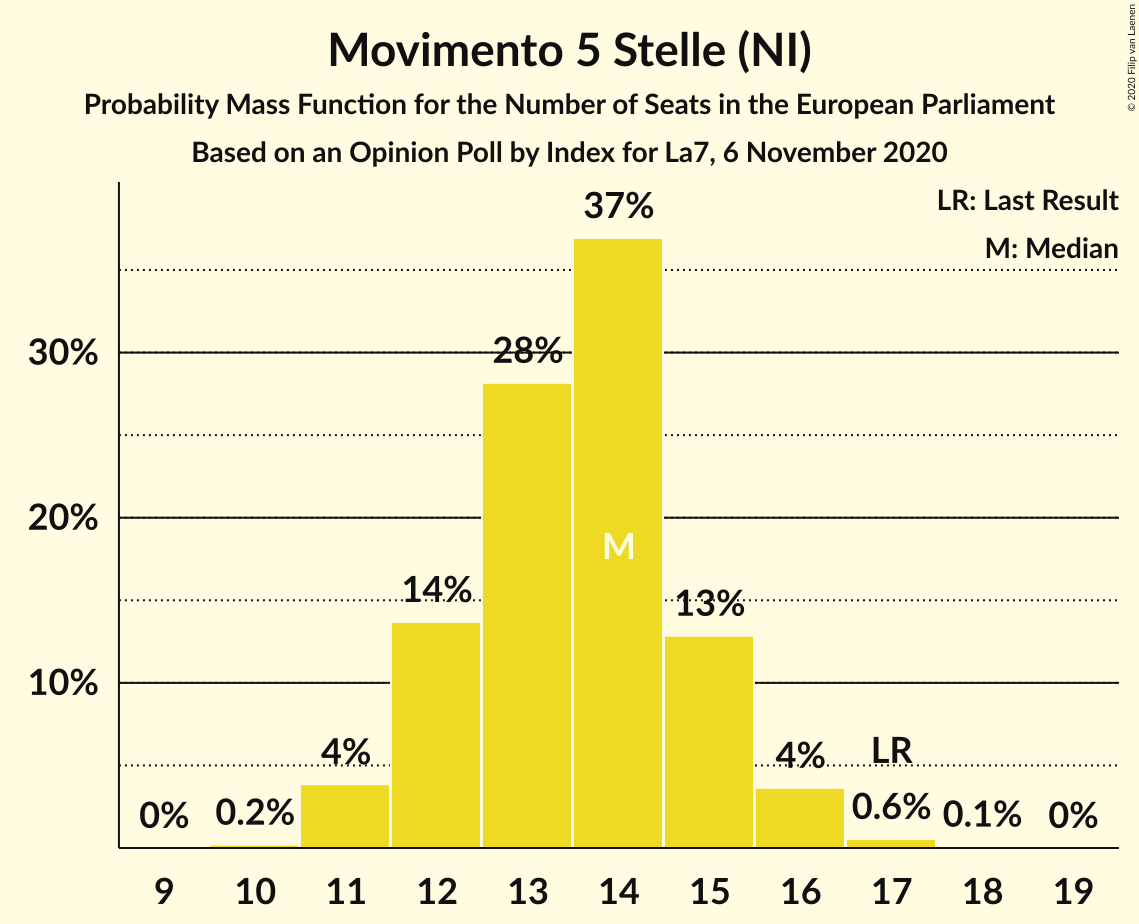 Movimento 5 Stelle (NI)
Probability Mass Function for the Number of Seats in the European Parliament
Based on an Opinion Poll by Index for La7, 6 November 2020
© 2020 Filip van Laenen
LR: Last Result
M: Median
30%
20%
10%
0%
0.2%
4%
14%
28%
37%
M
13%
4%
LR
0.6%
0.1%
0%
9 10 11 12 13 14 15 16 17 18 19